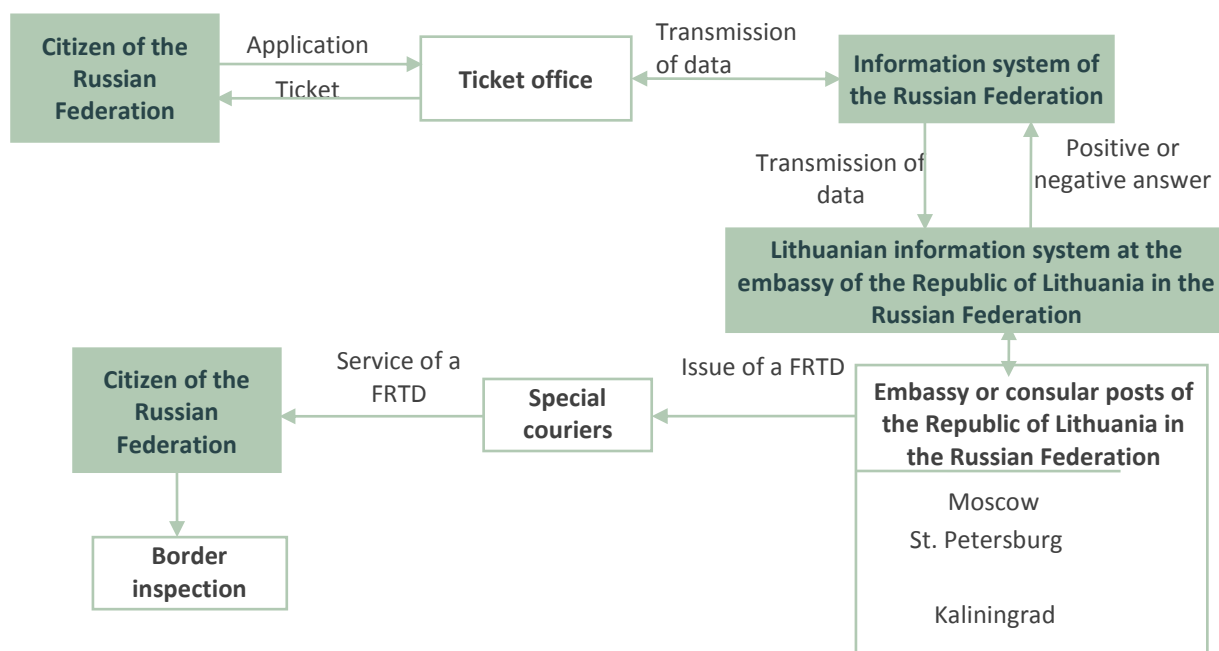 Citizen of the
Russian
Federation
Application
Ticket
Ticket office
Transmission
of data
Information system of
the Russian Federation
Transmission of
data
Positive or
negative answer
Lithuanian information system at the
embassy of the Republic of Lithuania in the
Russian Federation
Citizen of the
Russian
Federation
Service of a
FRTD
Special
couriers
Issue of a FRTD
Embassy or consular posts of
the Republic of Lithuania in
the Russian Federation
Moscow
St. Petersburg
Kaliningrad
Border
inspection